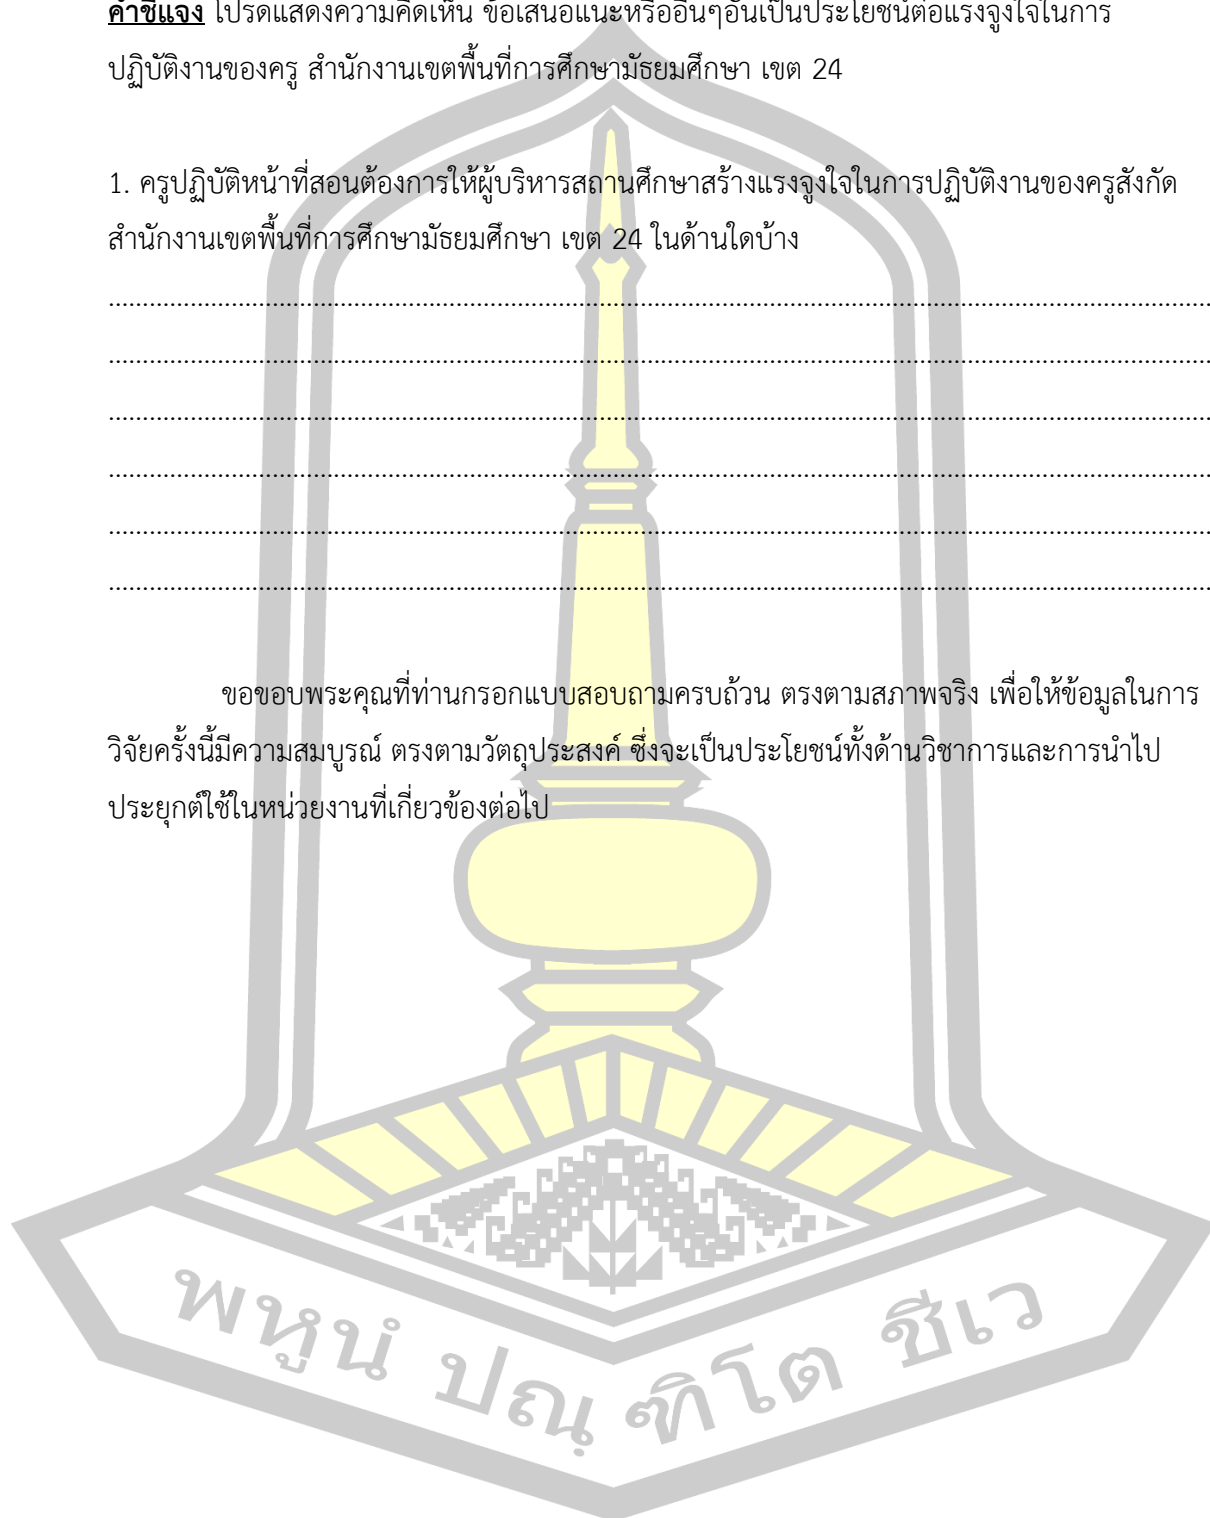 คำชี้แจง โปรดแสดงความคิดเห็น ข้อเสนอแนะหรืออื่นๆอันเป็นประโยชน์ต่อแรงจูงใจในการ
ปฏิบัติงานของครู สำนักงานเขตพื้นที่การศึกษามัธยมศึกษา เขต 24
1. ครูปฏิบัติหน้าที่สอนต้องการให้ผู้บริหารสถานศึกษาสร้างแรงจูงใจในการปฏิบัติงานของครูสังกัด
สำนักงานเขตพื้นที่การศึกษามัธยมศึกษา เขต 24 ในด้านใดบ้าง
ขอขอบพระคุณที่ท่านกรอกแบบสอบถามครบถ้วน ตรงตามสภาพจริง เพื่อให้ข้อมูลในการ
วิจัยครั้งนี้มีความสมบูรณ์ ตรงตามวัตถุประสงค์ ซึ่งจะเป็นประโยชน์ทั้งด้านวิชาการและการนำไป
ประยุกต์ใช้ในหน่วยงานที่เกี่ยวข้องต่อไป
พหูนํ ปณฺฑิโต ชีเว